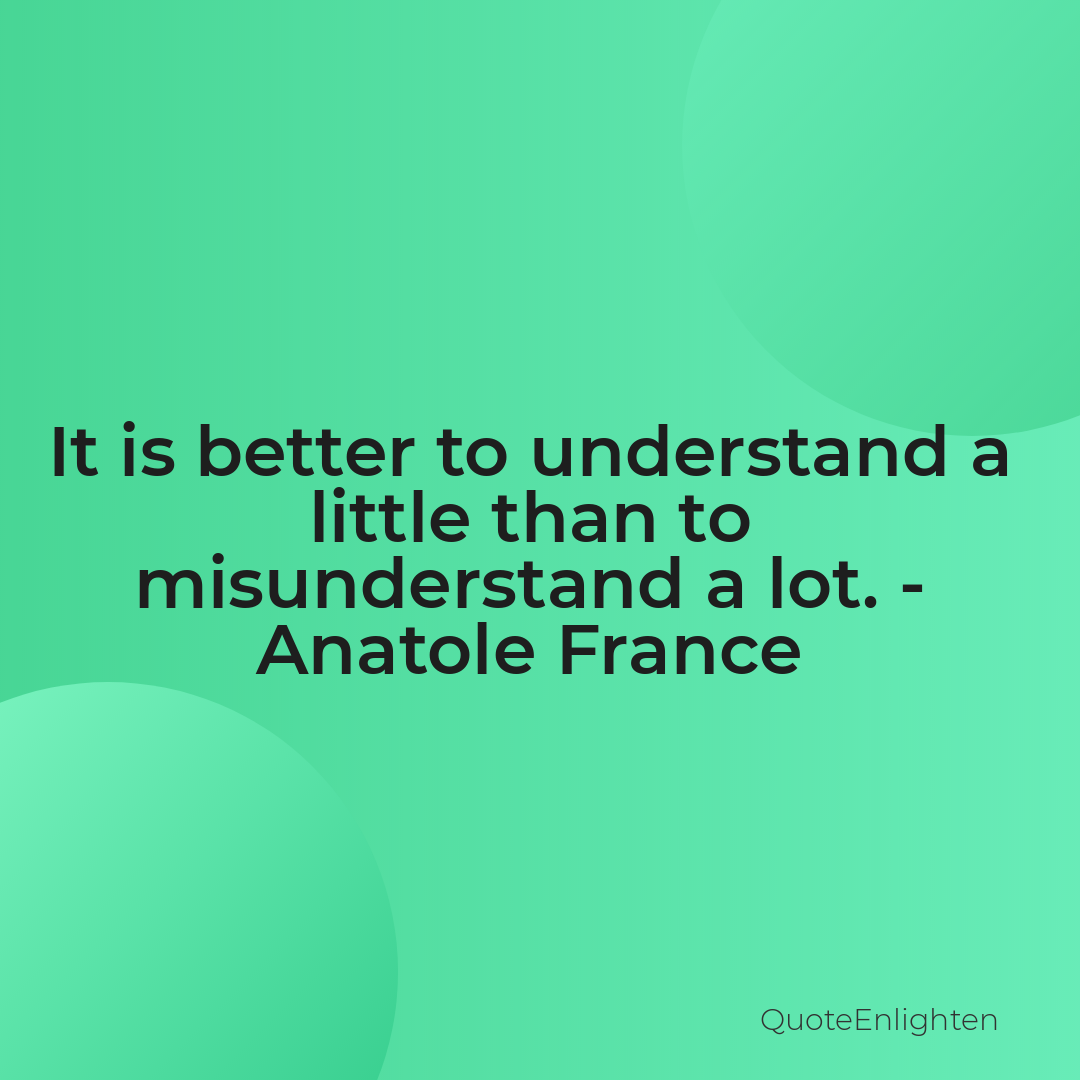 It is better to understand a
little than to
misunderstand a lot. -
Anatole France
QuoteEnlighten